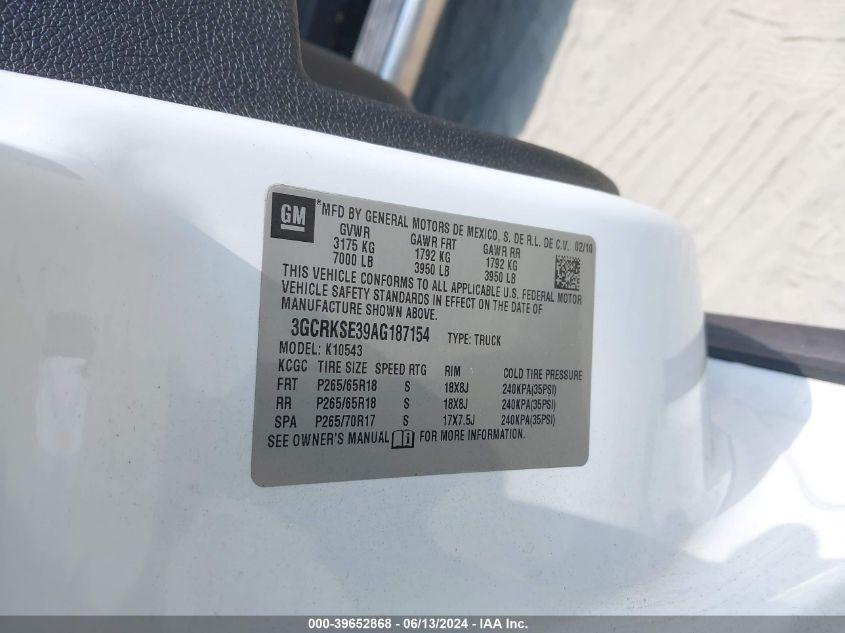 GM
*MFD BY GENERAL MOTORS DE MEXICO, S. DE R.L. DE C.V. 02/10
GVWR GAWR FRT GAWR RR
3175 KG 1792 KG 1792 KG
7000 LB 3950 LB 3950 LB
THIS VEHICLE CONFORMS TO ALL APPLICABLE U.S. FEDERAL MOTOR
VEHICLE SAFETY STANDARDS IN EFFECT ON THE DATE OF
MANUFACTURE SHOWN ABOVE.
3GCRKSE39AG187154 TYPE: TRUCK
MODEL: K10543
KCGC TIRE SIZE SPEED RTG RIM COLD TIRE PRESSURE
FRT P265/65R18 S 18X8J 240KPA(35PSI)
RR P265/65R18 S 18X8J 240KPA(35PSI)
SPA P265/70R17 S 17X7.5J 240KPA(35PSI)
SEE OWNER'S MANUAL FOR MORE INFORMATION.
000-39652868 - 06/13/2024 - IAA Inc.